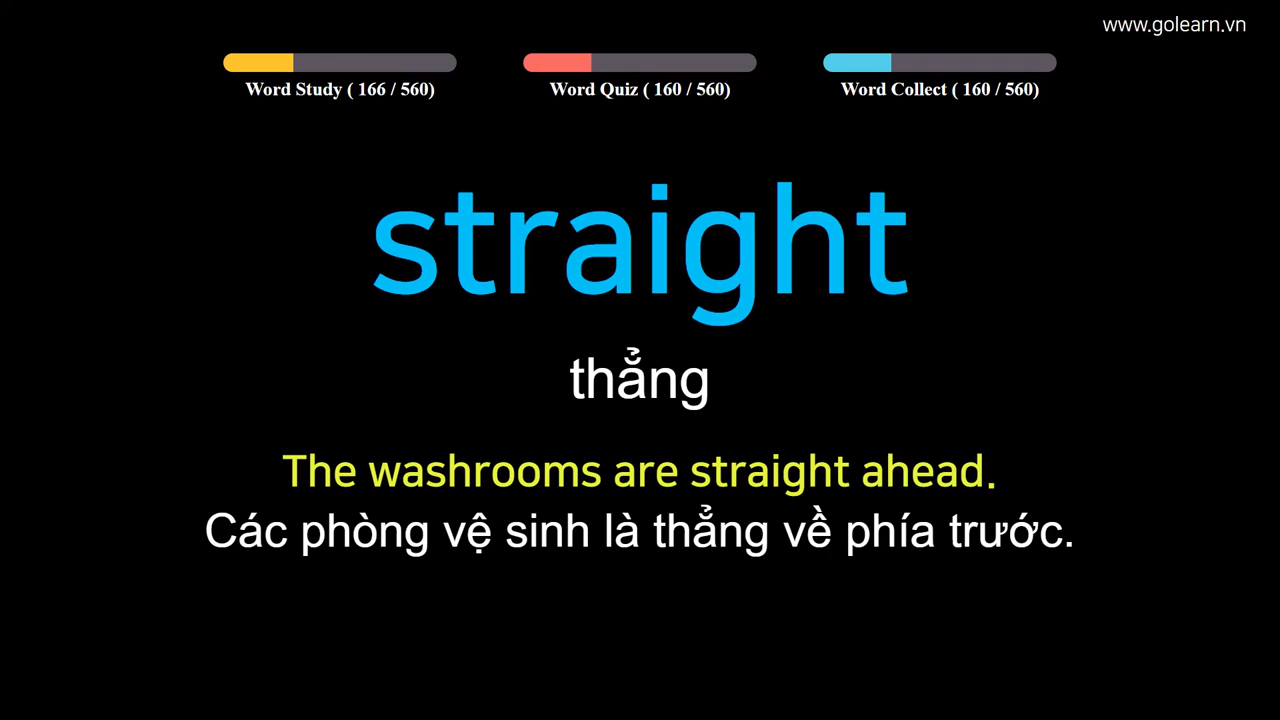 www.golearn.vn
Word Study ( 166 / 560)
Word Quiz ( 160 / 560)
Word Collect ( 160 / 560)
straight
thẳng
The washrooms are straight ahead.
Các phòng vệ sinh là thẳng về phía trước.